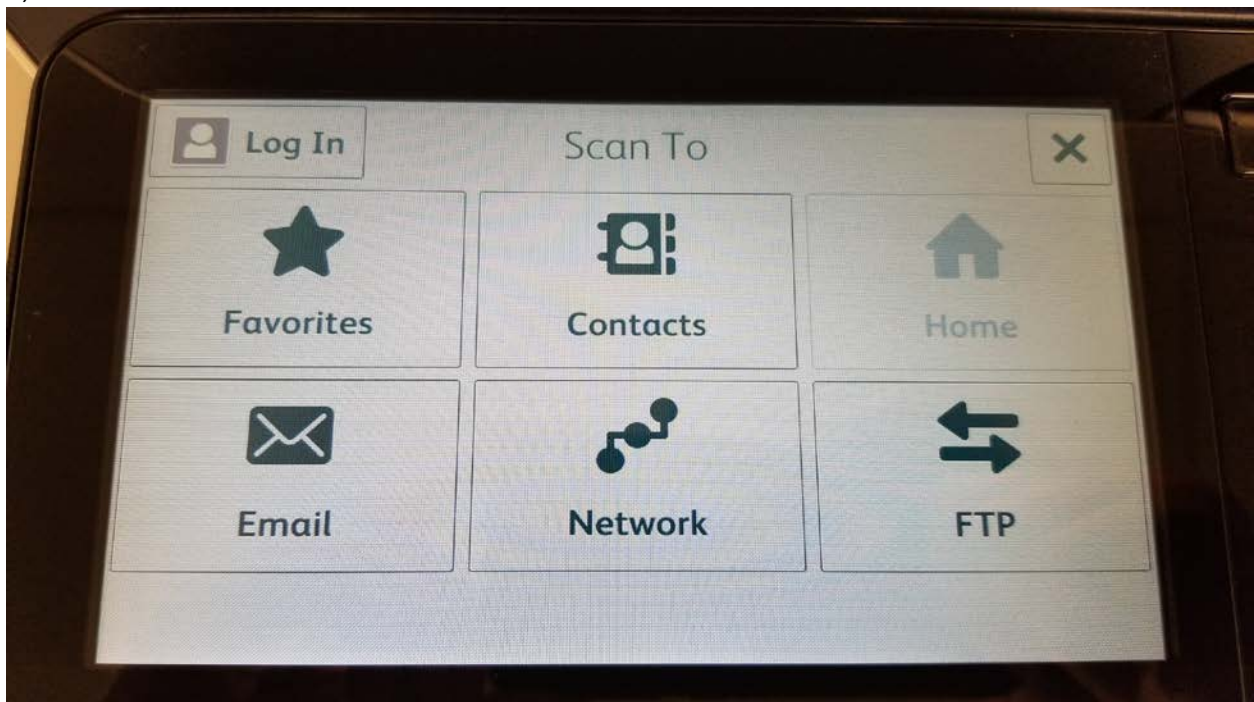 Log In
Scan To
Favorites
Contacts
Home
Email
Network
FTP